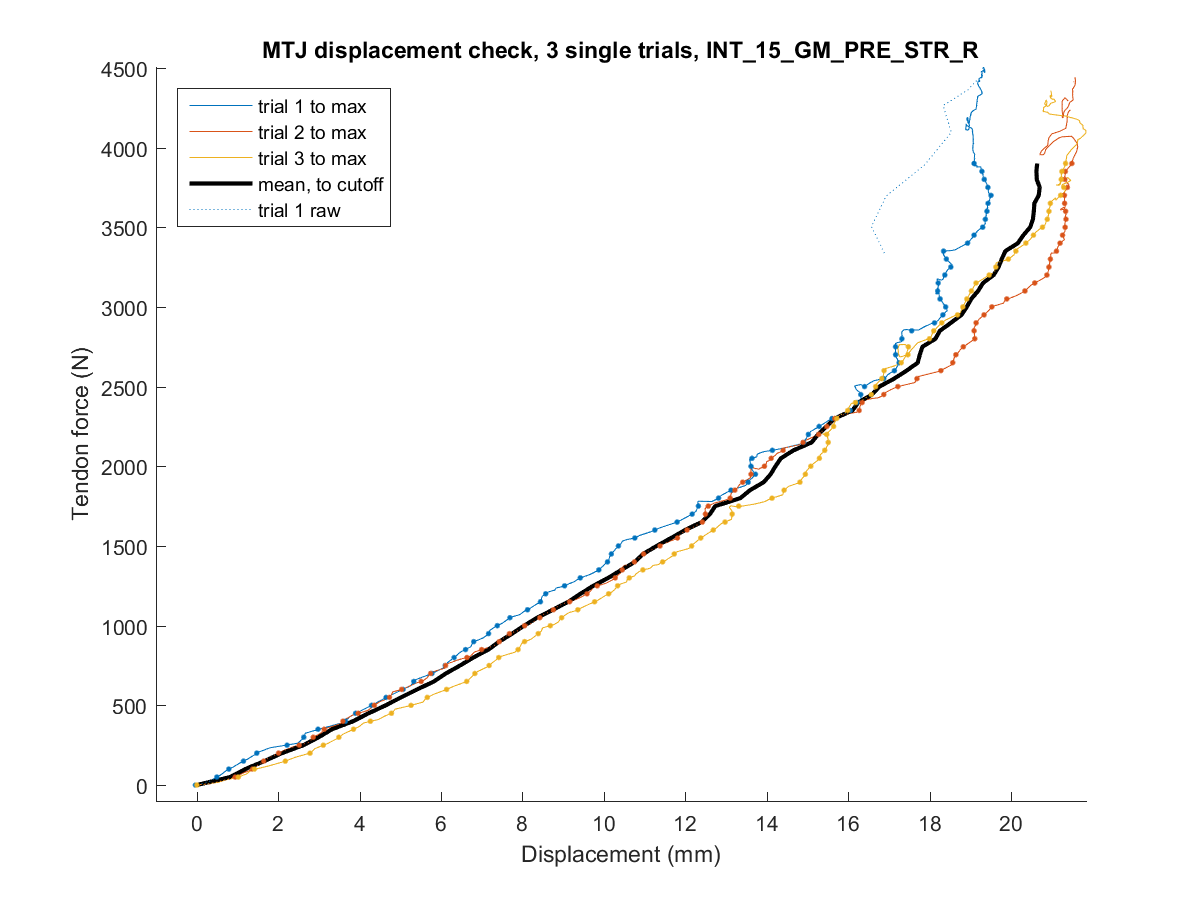 MTJ displacement check, 3 single trials, INT_15_GM_PRE_STR_R
4500
4000
3500
3000
2500
2000
1500
1000
500
0
Tendon force (N)
trial 1 to max
trial 2 to max
trial 3 to max
mean, to cutoff
trial 1 raw
0 2 4 6 8 10 12 14 16 18 20
Displacement (mm)